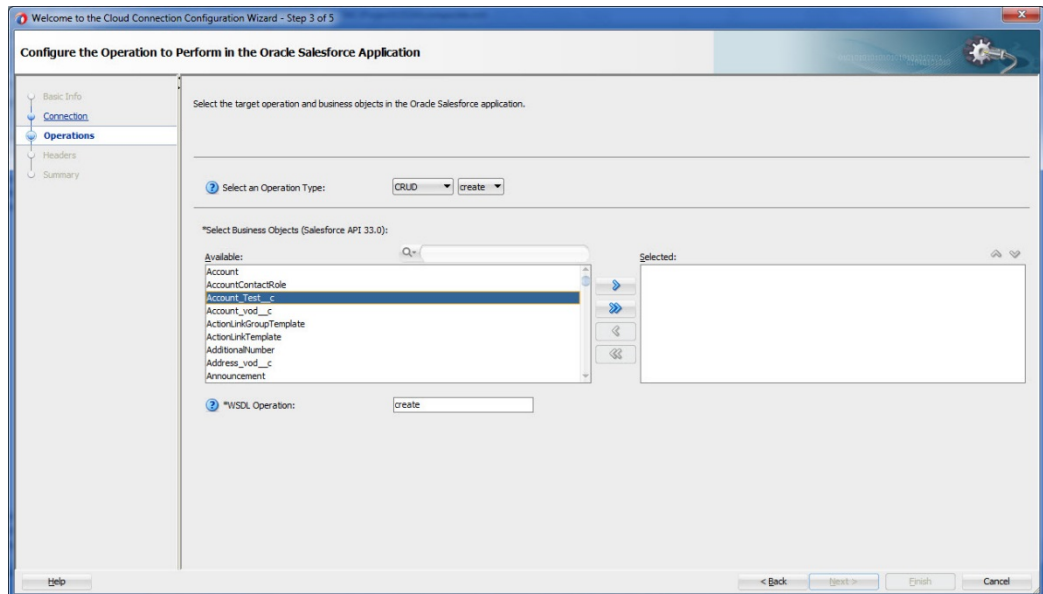 Welcome to the Cloud Connection Configuration Wizard - Step 3 of 5
Configure the Operation to Perform in the Oracle Salesforce Application
Basic Info
Connection
Operations
Headers
Summary
Select the target operation and business objects in the Oracle Salesforce application.
Select an Operation Type:
CRUD
create
*Select Business Objects (Salesforce API 33.0):
Available:
Selected:
Account
AccountContactRole
Account_Test__c
Account_vod__c
ActionLinkGroupTemplate
ActionLinkTemplate
AdditionalNumber
Address_vod__c
Announcement
*WSDL Operation:
create
Help
< Back
Next >
Finish
Cancel